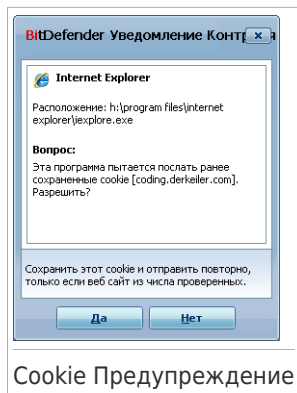 BitDefender Уведомление Контроля
Internet Explorer
Расположение: h:\program files\internet
explorer\iexplore.exe
Вопрос:
Эта программа пытается послать ранее
сохраненные cookie [coding.derkeiler.com].
Разрешить?
Сохранить этот cookie и отправить повторно,
только если веб сайт из числа проверенных.
Да
Нет
Cookie Предупреждение